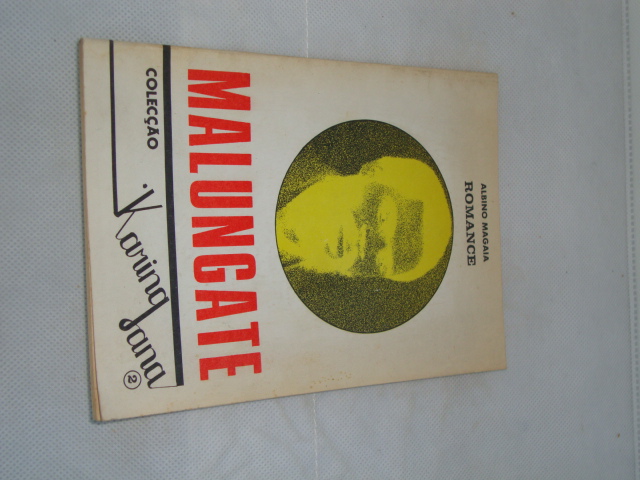 ALBINO MAGAIA
ROMANCE
MALUNGATE
COLECÇÃO
Karingana
2